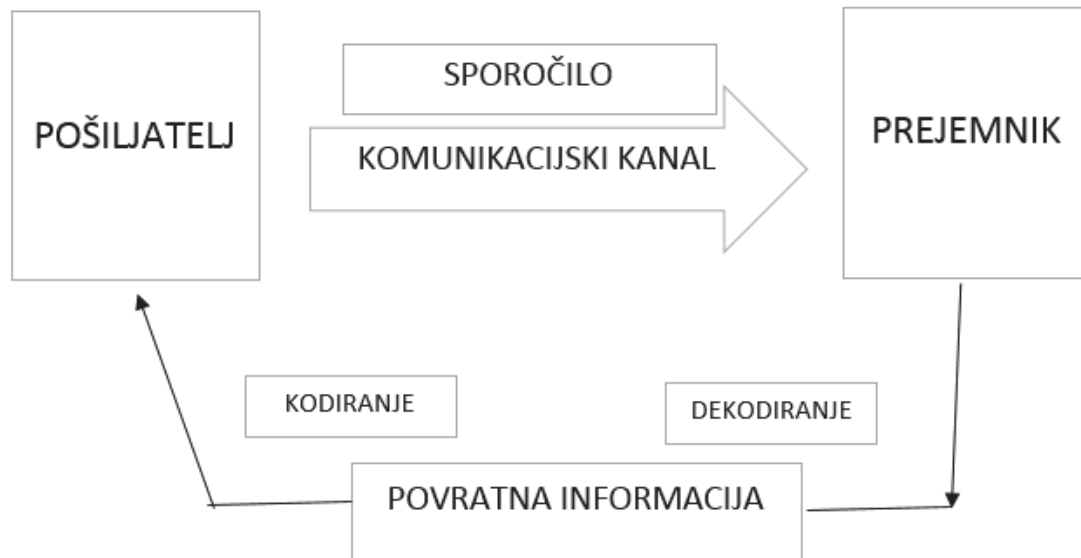 SPOROČILO
POŠILJATELJ
KOMUNIKACIJSKI KANAL
PREJEMNIK
KODIRANJE
DEKODIRANJE
POVRATNA INFORMACIJA